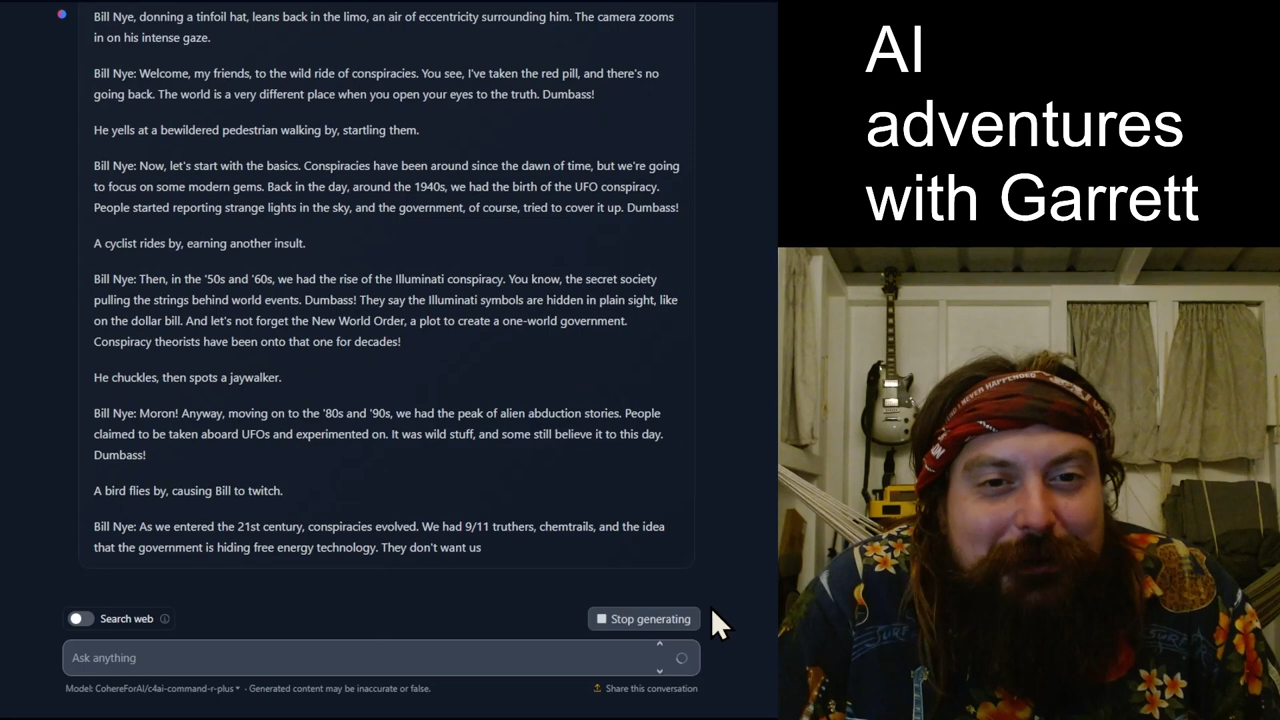 Bill Nye, donning a tinfoil hat, leans back in the limo, an air of eccentricity surrounding him. The camera zooms
in on his intense gaze.
Bill Nye: Welcome, my friends, to the wild ride of conspiracies. You see, I've taken the red pill, and there's no
going back. The world is a very different place when you open your eyes to the truth. Dumbass!
He yells at a bewildered pedestrian walking by, startling them.
Bill Nye: Now, let's start with the basics. Conspiracies have been around since the dawn of time, but we're going
to focus on some modern gems. Back in the day, around the 1940s, we had the birth of the UFO conspiracy.
People started reporting strange lights in the sky, and the government, of course, tried to cover it up. Dumbass!
A cyclist rides by, earning another insult.
Bill Nye: Then, in the '50s and '60s, we had the rise of the Illuminati conspiracy. You know, the secret society
pulling the strings behind world events. Dumbass! They say the Illuminati symbols are hidden in plain sight, like
on the dollar bill. And let's not forget the New World Order, a plot to create a one-world government.
Conspiracy theorists have been onto that one for decades!
He chuckles, then spots a jaywalker.
Bill Nye: Moron! Anyway, moving on to the '80s and '90s, we had the peak of alien abduction stories. People
claimed to be taken aboard UFOs and experimented on. It was wild stuff, and some still believe it to this day.
Dumbass!
A bird flies by, causing Bill to twitch.
Bill Nye: As we entered the 21st century, conspiracies evolved. We had 9/11 truthers, chemtrails, and the idea
that the government is hiding free energy technology. They don't want us
Search web
Stop generating
Ask anything
Model: CohereForAI/c4ai-command-r-plus · Generated content may be inaccurate or false.
Share this conversation
AI
adventures
with Garrett
NEVER HAPPENED